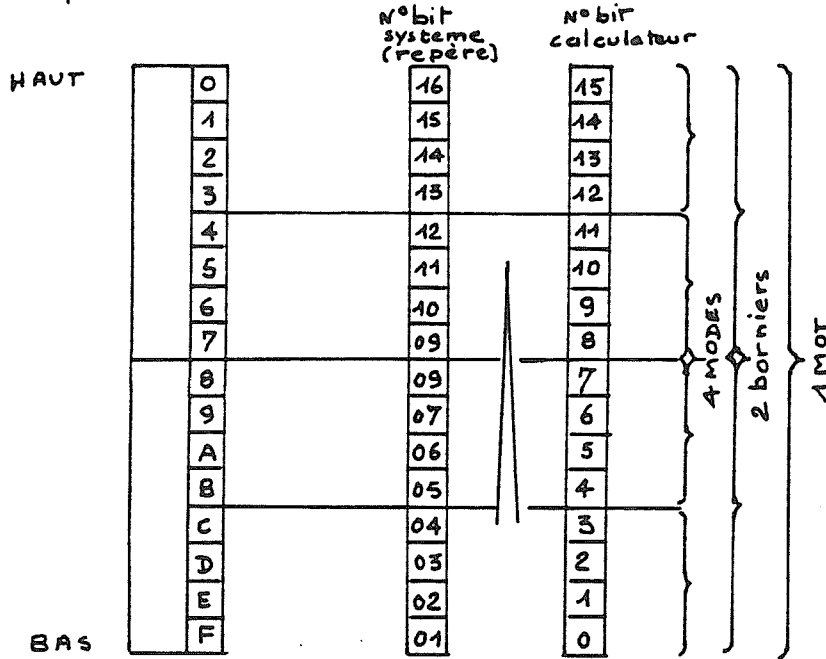 N° bit système (repère)
N° bit calculateur
HAUT
0 16 15
1 15 14
2 14 13
3 13 12
4 12 11
5 11 10
6 10 9
7 09 8
8 09 7
9 07 6
A 06 5
B 05 4
C 04 3
D 03 2
E 02 1
F 01 0
BAS
4 MODES
2 borniers
1 MOT